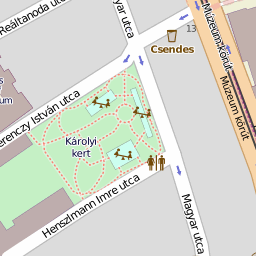 Reáltanoda utca
Magyar utca
Múzeum körút
13
Csendes
Ferenczy István utca
Múzeum körút
Károlyi
kert
Henszlmann Imre utca
Magyar utca